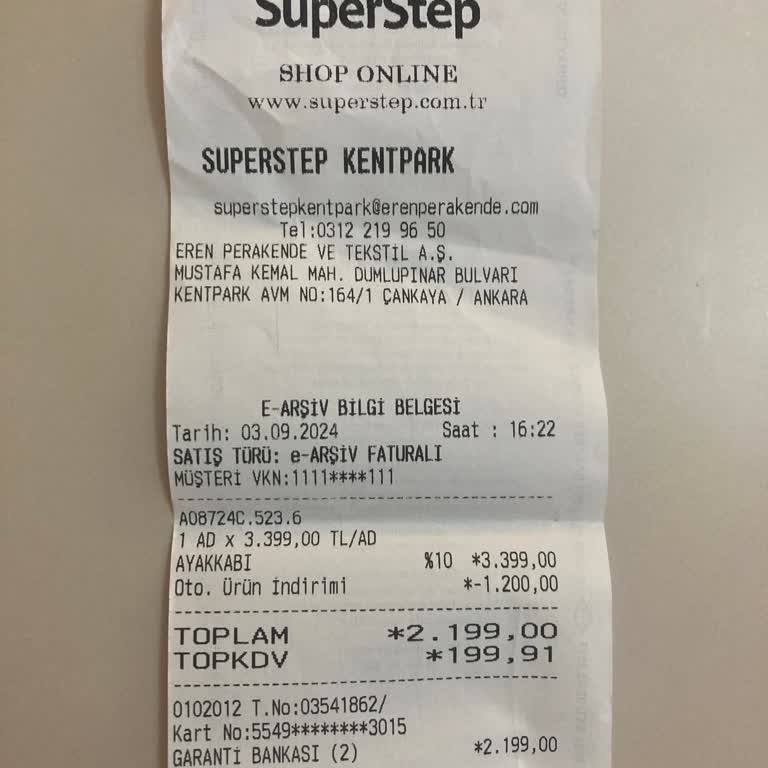 SuperStep
SHOP ONLINE
www.superstep.com.tr
SUPERSTEP KENTPARK
superstepkentpark@erenperakende.com
Tel:0312 219 96 50
EREN PERAKENDE VE TEKSTİL A.Ş.
MUSTAFA KEMAL MAH. DUMLUPINAR BULVARI
KENTPARK AVM NO:164/1 ÇANKAYA / ANKARA
E-ARŞİV BİLGİ BELGESİ
Tarih: 03.09.2024 Saat : 16:22
SATIŞ TÜRÜ: e-ARŞİV FATURALI
MÜŞTERİ VKN:1111****111
A08724C.523.6
1 AD x 3.399,00 TL/AD
AYAKKABI %10 *3.399,00
Oto. Ürün İndirimi *-1.200,00
TOPLAM *2.199,00
TOPKDV *199,91
0102012 T.No:03541862/
Kart No:5549********3015
GARANTİ BANKASI (2) *2.199,00